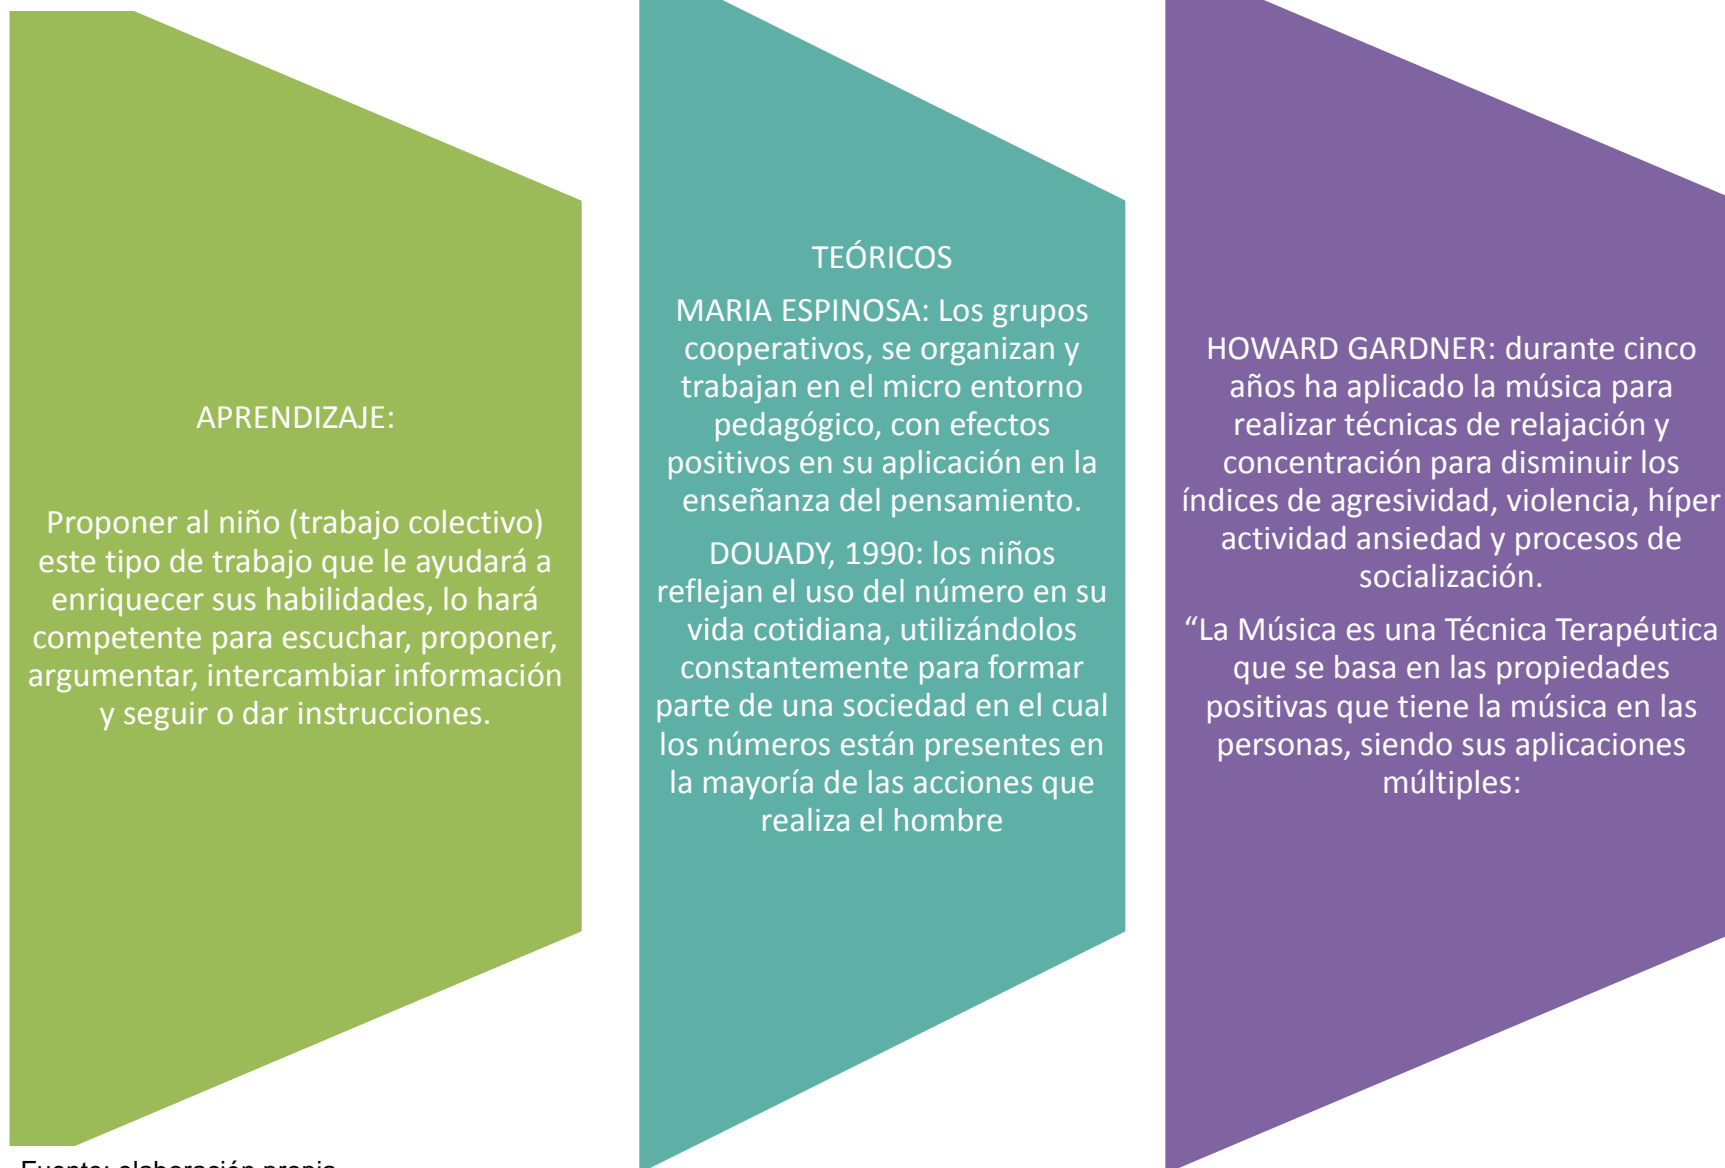 APRENDIZAJE:
Proponer al niño (trabajo colectivo)
este tipo de trabajo que le ayudará a
enriquecer sus habilidades, lo hará
competente para escuchar, proponer,
argumentar, intercambiar información
y seguir o dar instrucciones.
TEÓRICOS
MARIA ESPINOSA: Los grupos
cooperativos, se organizan y
trabajan en el micro entorno
pedagógico, con efectos
positivos en su aplicación en la
enseñanza del pensamiento.
DOUADY, 1990: los niños
reflejan el uso del número en su
vida cotidiana, utilizándolos
constantemente para formar
parte de una sociedad en el cual
los números están presentes en
la mayoría de las acciones que
realiza el hombre
HOWARD GARDNER: durante cinco
años ha aplicado la música para
realizar técnicas de relajación y
concentración para disminuir los
índices de agresividad, violencia, híper
actividad ansiedad y procesos de
socialización.
“La Música es una Técnica Terapéutica
que se basa en las propiedades
positivas que tiene la música en las
personas, siendo sus aplicaciones
múltiples:
Fuente: elaboración propia